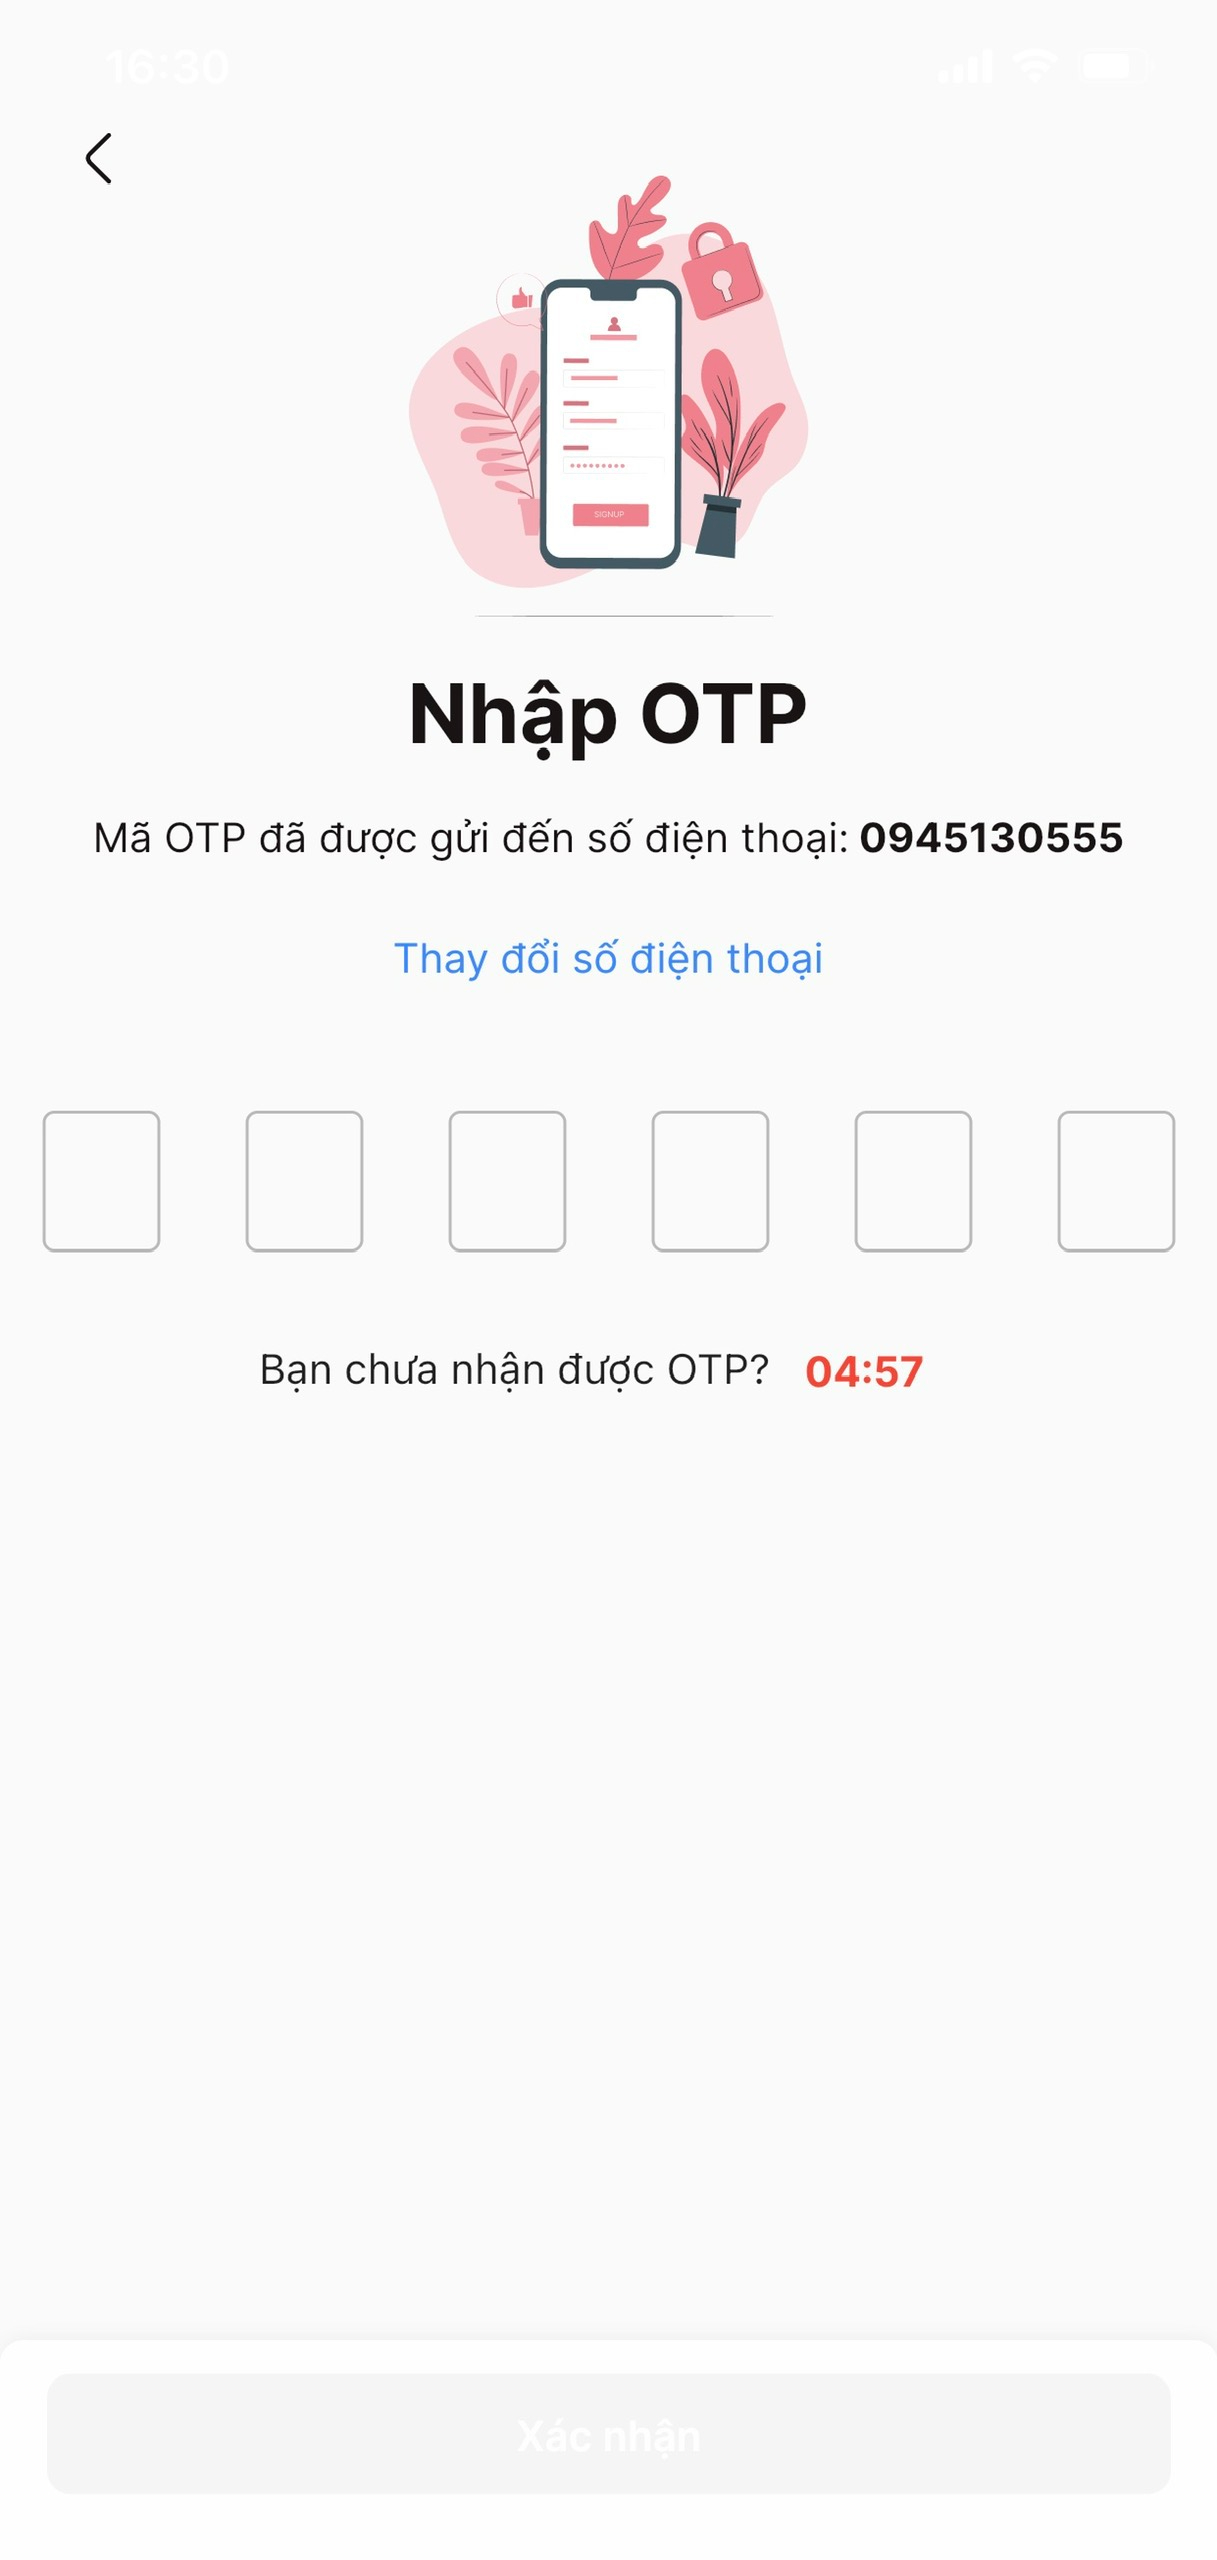 16:30
SIGNUP
Nhập OTP
Mã OTP đã được gửi đến số điện thoại: 0945130555
Thay đổi số điện thoại
Bạn chưa nhận được OTP? 04:57
Xác nhận